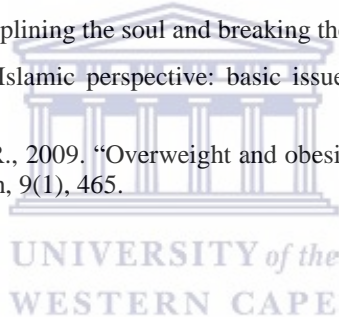 plining the soul and breaking the
Islamic perspective: basic issue
R., 2009. “Overweight and obesi
n, 9(1), 465.
UNIVERSITY of the
WESTERN CAPE